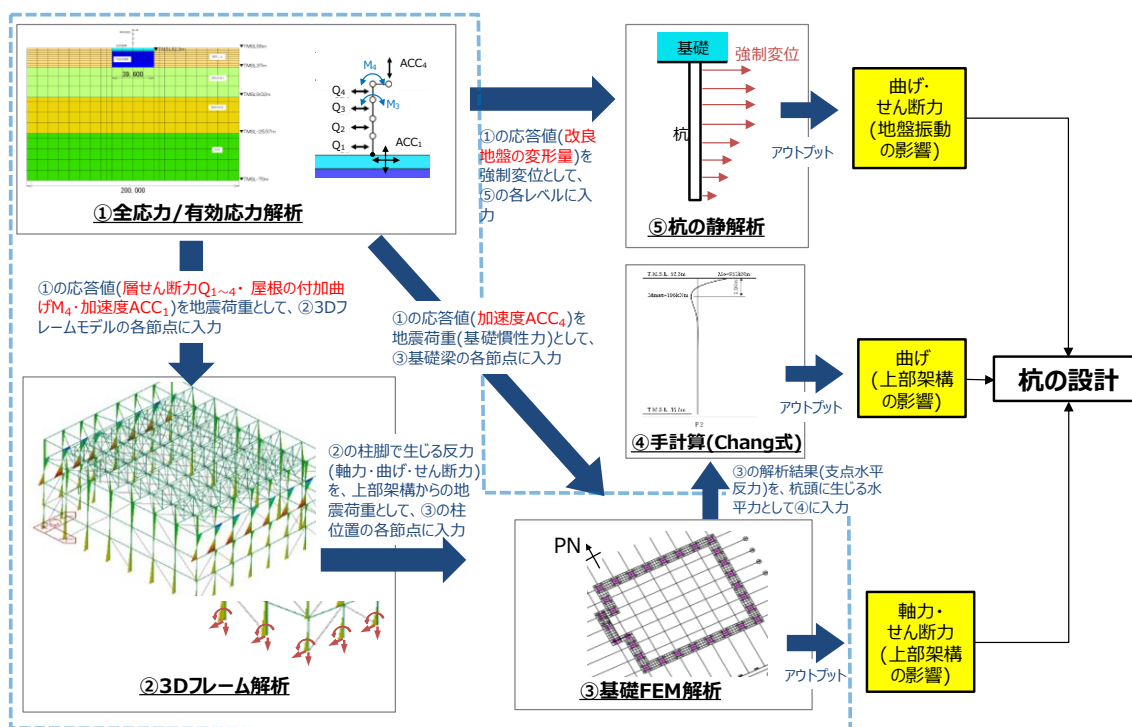 39.600
200.000
M₄
ACC₄
Q₄
Q₃
M₃
Q₂
Q₁
ACC₁
①全応力/有効応力解析
①の応答値(改良
地盤の変形量)を
強制変位として、
⑤の各レベルに入
力
基礎
強制変位
杭
⑤杭の静解析
アウトプット
曲げ・
せん断力
(地盤振動
の影響)
①の応答値(層せん断力Q₁~₄・ 屋根の付加曲
げM₄・加速度ACC₁)を地震荷重として、②3Dフ
レームモデルの各節点に入力
①の応答値(加速度ACC₄)を
地震荷重(基礎慣性力)として、
③基礎梁の各節点に入力
④手計算(Chang式)
アウトプット
曲げ
(上部架構
の影響)
杭の設計
②の柱脚で生じる反力
(軸力・曲げ・せん断力)
を、上部架構からの地
震荷重として、③の柱
位置の各節点に入力
③の解析結果(支点水平
反力)を、杭頭に生じる水
平力として④に入力
②3Dフレーム解析
PN
③基礎FEM解析
アウトプット
軸力・
せん断力
(上部架構
の影響)